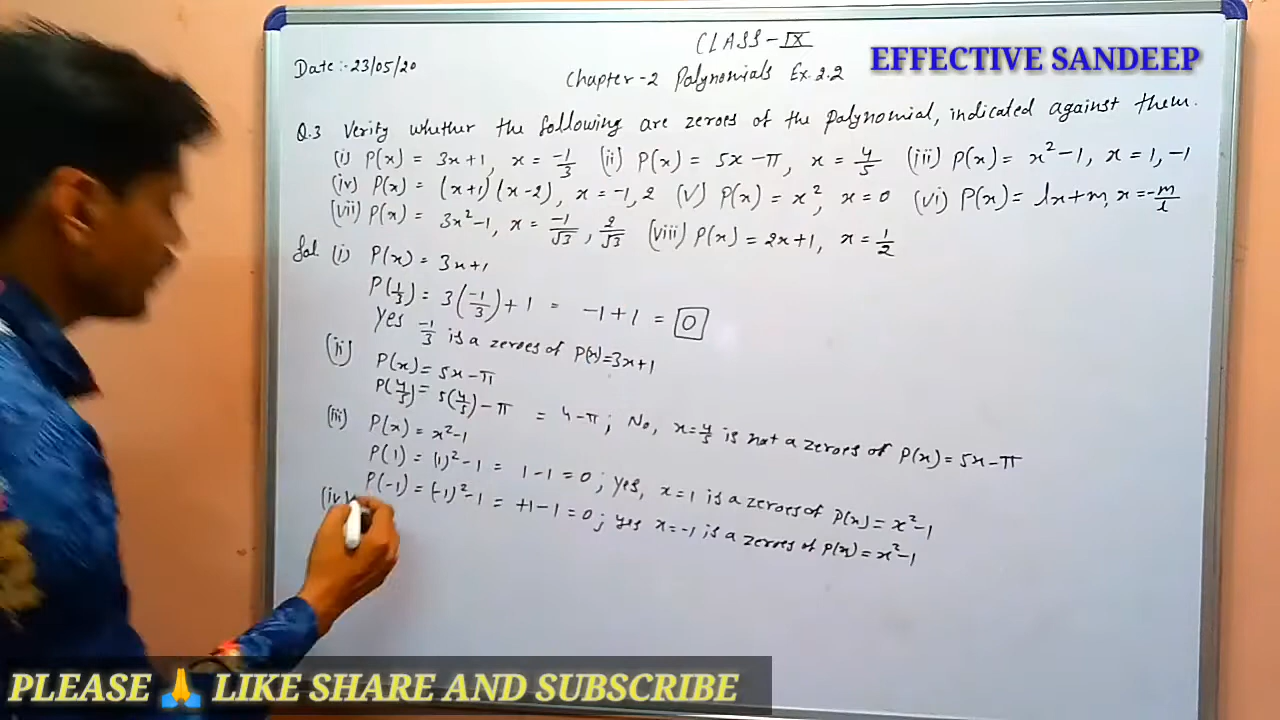 CLASS-IX
EFFECTIVE SANDEEP
Date:-23/05/20
Chapter-2 Polynomials Ex.2.2
Q.3 Verify whether the following are zeroes of the polynomial, indicated against them.
(i) P(x) = 3x+1, x = -1/3 (ii) P(x) = 5x-π, x = 4/5 (iii) P(x) = x²-1, x = 1, -1
(iv) P(x) = (x+1)(x-2), x = -1, 2 (v) P(x) = x², x = 0 (vi) P(x) = lx+m, x = -m/l
(vii) P(x) = 3x²-1, x = -1/√3, 2/√3 (viii) P(x) = 2x+1, x = 1/2
Sol (i) P(x) = 3x+1
P(1/3) = 3(-1/3)+1 = -1+1 = 0
Yes -1/3 is a zeroes of P(x)=3x+1
(ii) P(x) = 5x-π
P(4/5) = 5(4/5)-π = 4-π; No, x=4/5 is not a zeroes of P(x) = 5x-π
(iii) P(x) = x²-1
P(1) = (1)²-1 = 1-1 = 0; yes, x=1 is a zeroes of P(x) = x²-1
P(-1) = (-1)²-1 = +1-1 = 0; yes x=-1 is a zeroes of P(x) = x²-1
(iv)
PLEASE 🙏 LIKE SHARE AND SUBSCRIBE